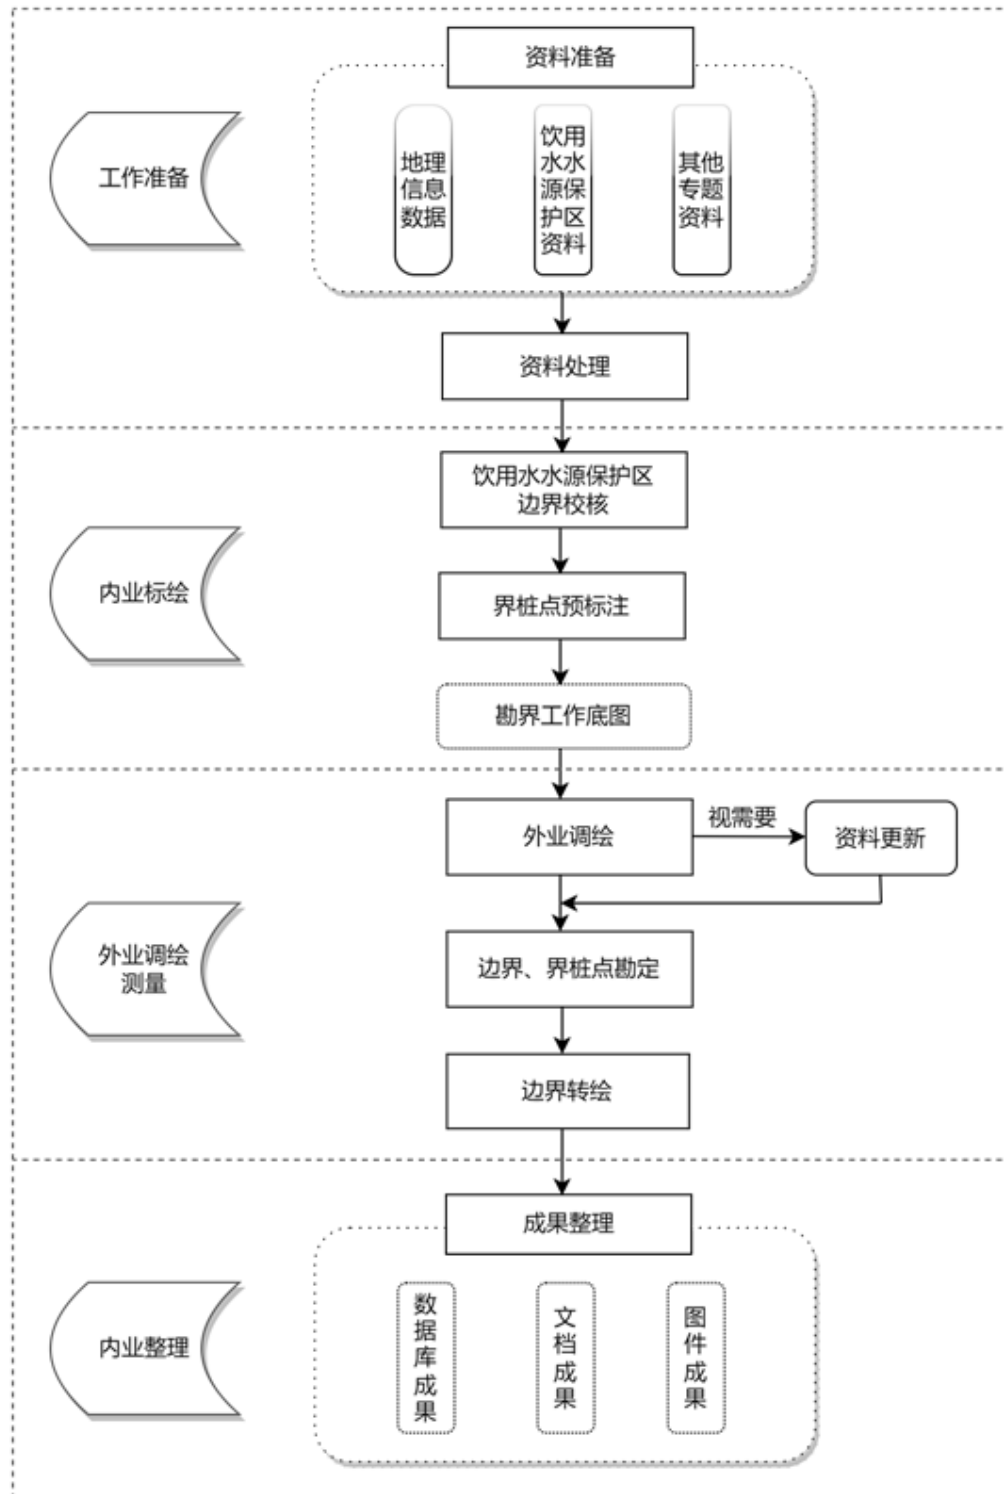 资料准备
工作准备
地理
信息
数据
饮用
水水
源保
护区
资料
其他
专题
资料
资料处理
饮用水水源保护区
边界校核
内业标绘
界桩点预标注
勘界工作底图
外业调绘
视需要
资料更新
外业调绘
测量
边界、界桩点勘定
边界转绘
成果整理
内业整理
数据库成果
文档成果
图件成果